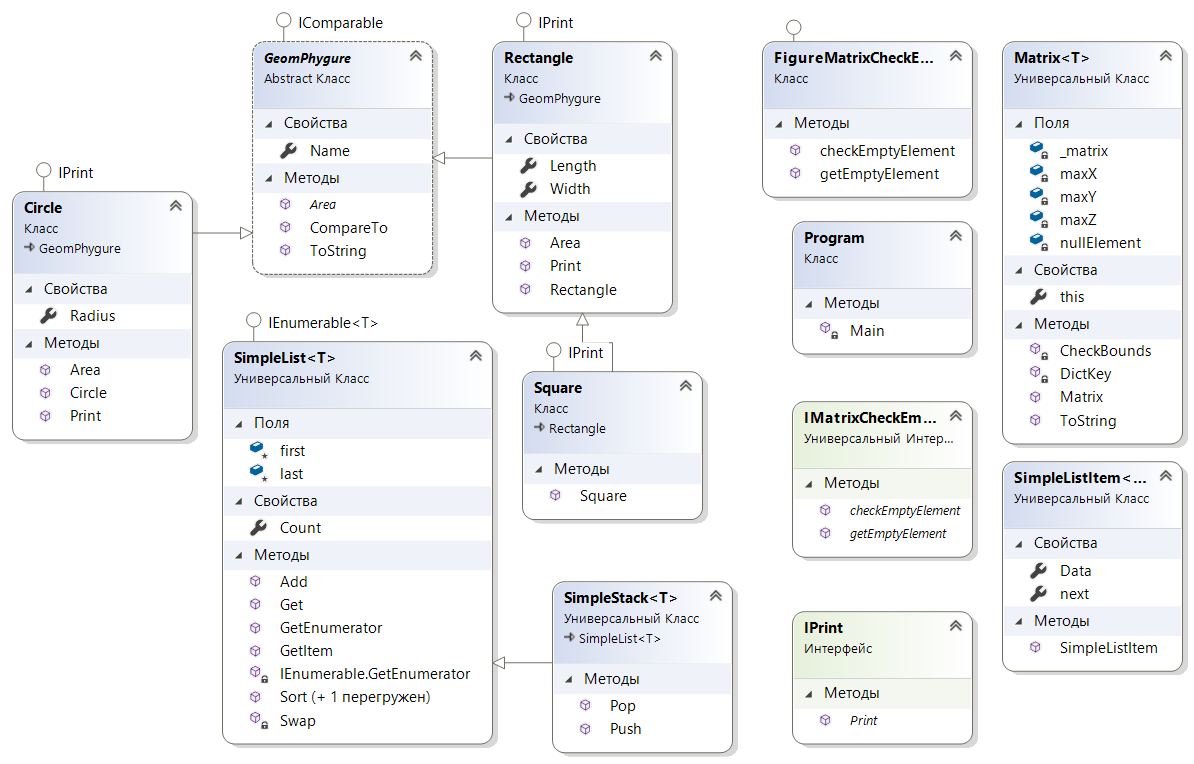 IComparable
GeomPhygure
Abstract Класс
Свойства
Name
Методы
Area
CompareTo
ToString
IPrint
Rectangle
Класс
GeomPhygure
Свойства
Length
Width
Методы
Area
Print
Rectangle
FigureMatrixCheckE...
Класс
Методы
checkEmptyElement
getEmptyElement
Matrix<T>
Универсальный Класс
Поля
_matrix
maxX
maxY
maxZ
nullElement
Свойства
this
Методы
CheckBounds
DictKey
Matrix
ToString
IPrint
Circle
Класс
GeomPhygure
Свойства
Radius
Методы
Area
Circle
Print
Program
Класс
Методы
Main
IEnumerable<T>
SimpleList<T>
Универсальный Класс
Поля
first
last
Свойства
Count
Методы
Add
Get
GetEnumerator
GetItem
IEnumerable.GetEnumerator
Sort (+ 1 перегружен)
Swap
IPrint
Square
Класс
Rectangle
Методы
Square
IMatrixCheckEm...
Универсальный Интер...
Методы
checkEmptyElement
getEmptyElement
SimpleListItem<...
Универсальный Класс
Свойства
Data
next
Методы
SimpleListItem
SimpleStack<T>
Универсальный Класс
SimpleList<T>
Методы
Pop
Push
IPrint
Интерфейс
Методы
Print